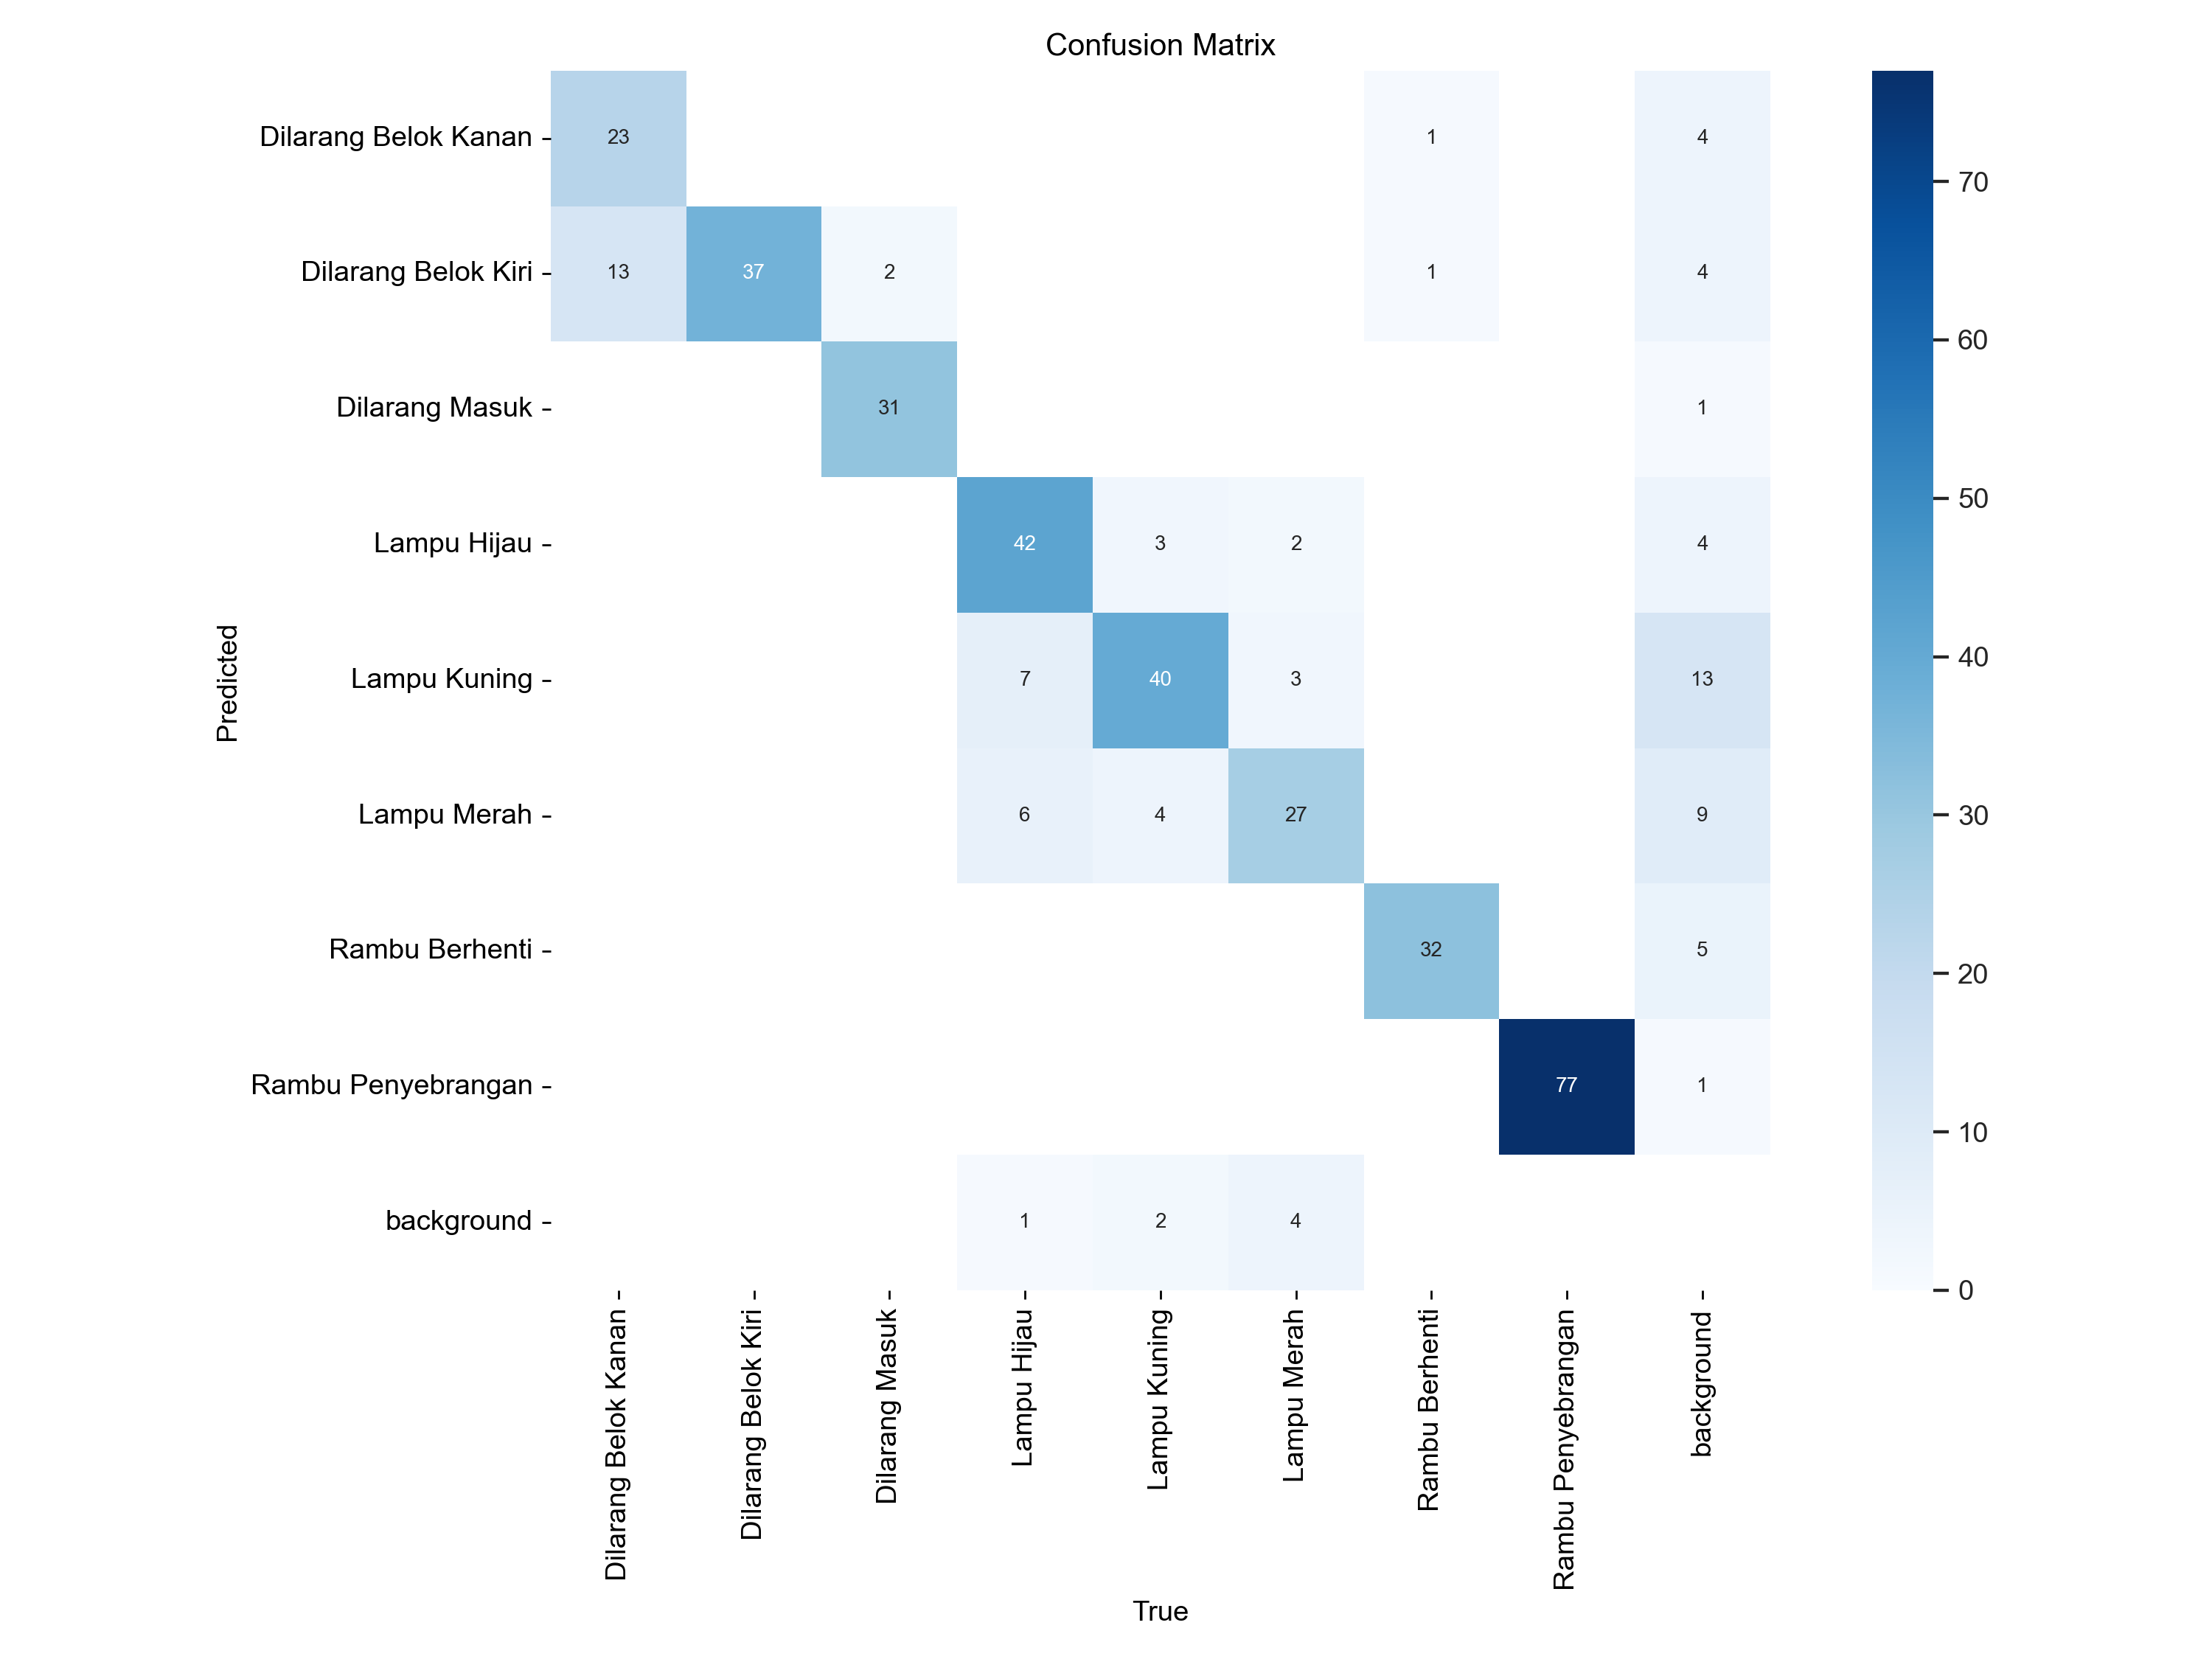 Confusion Matrix
Dilarang Belok Kanan 23 1 4
Dilarang Belok Kiri 13 37 2 1 4
Dilarang Masuk 31 1
Lampu Hijau 42 3 2 4
Lampu Kuning 7 40 3 13
Lampu Merah 6 4 27 9
Rambu Berhenti 32 5
Rambu Penyebrangan 77 1
background 1 2 4
Predicted
Dilarang Belok Kanan
Dilarang Belok Kiri
Dilarang Masuk
Lampu Hijau
Lampu Kuning
Lampu Merah
Rambu Berhenti
Rambu Penyebrangan
background
True
70
60
50
40
30
20
10
0